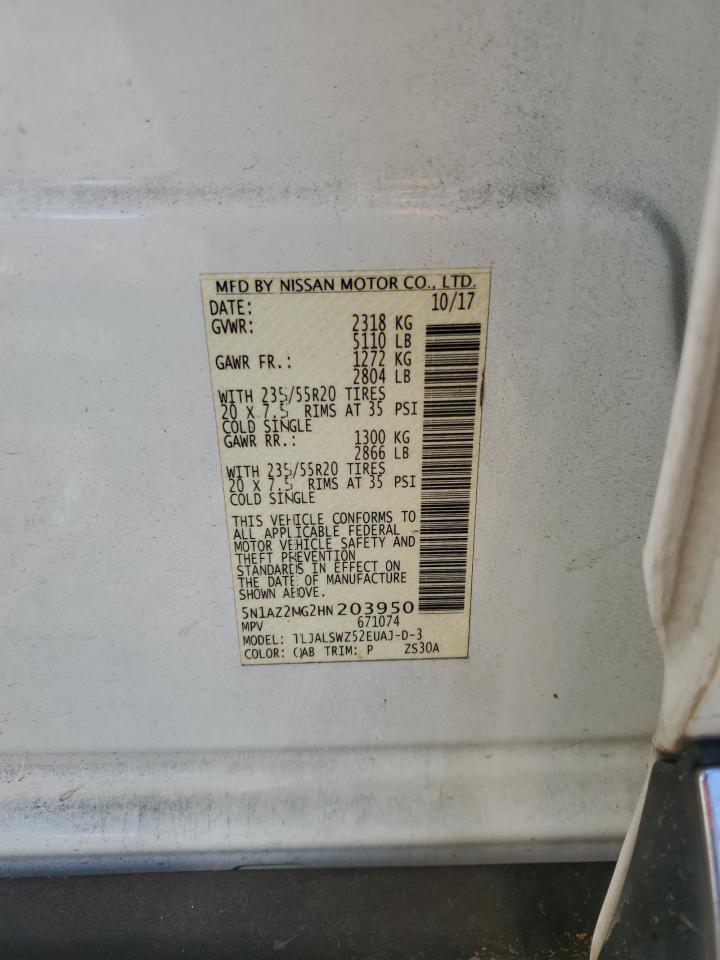 MFD BY NISSAN MOTOR CO., LTD.
DATE: 10/17
GVWR: 2318 KG
5110 LB
GAWR FR.: 1272 KG
2804 LB
WITH 235/55R20 TIRES
20 X 7.5 RIMS AT 35 PSI
COLD SINGLE
GAWR RR.: 1300 KG
2866 LB
WITH 235/55R20 TIRES
20 X 7.5 RIMS AT 35 PSI
COLD SINGLE
THIS VEHICLE CONFORMS TO
ALL APPLICABLE FEDERAL
MOTOR VEHICLE SAFETY AND
THEFT PREVENTION
STANDARDS IN EFFECT ON
THE DATE OF MANUFACTURE
SHOWN ABOVE.
5N1AZ2MG2HN203950
MPV 671074
MODEL: TLJALSWZ52EUAJ-D-3
COLOR: QAB TRIM: P ZS30A